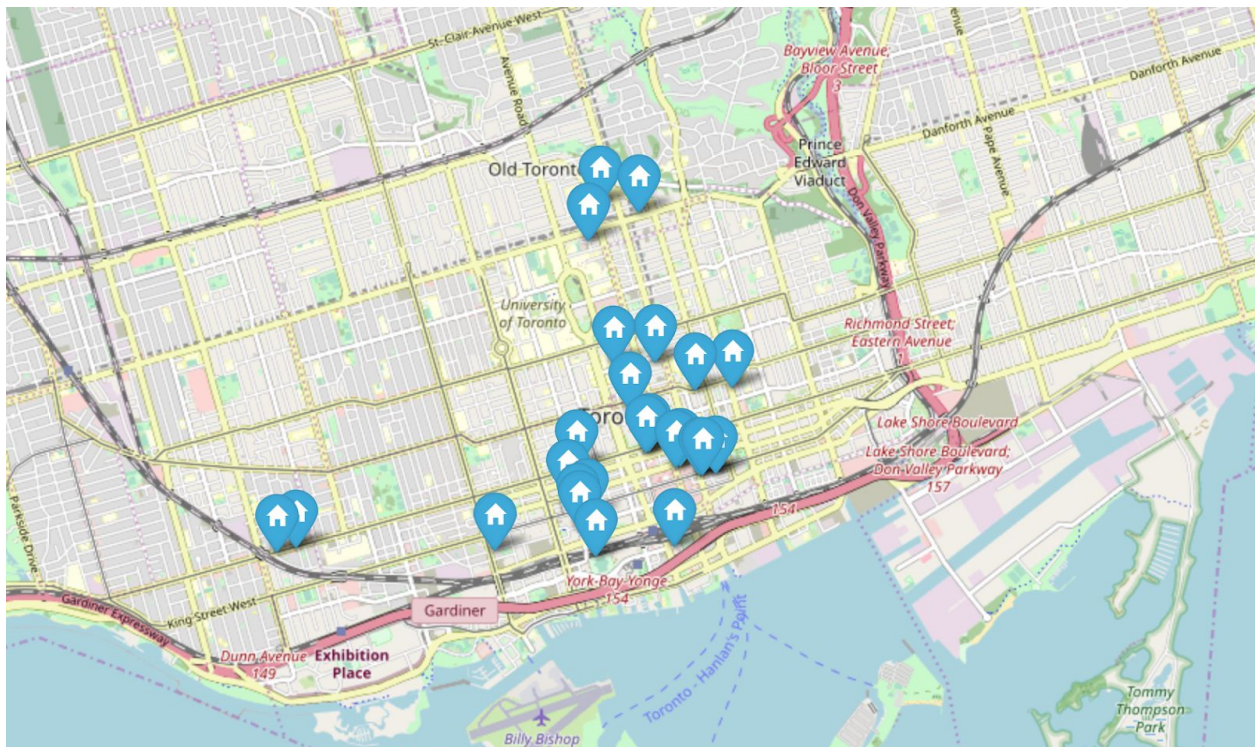 St-Clair-Avenue-West
Avenue Road
Bayview Avenue;
Bloor Street
3
Danforth Avenue
Danforth Avenue
Pape Avenue
Prince
Edward
Viaduct
Old Toronto
Don Valley Parkway
University
of Toronto
Richmond Street;
Eastern Avenue
Toro
Lake Shore Boulevard
Lake Shore Boulevard;
Don Valley Parkway
157
Parkside Drive
154
York-Bay-Yonge
154
Gardiner Expressway
King Street West
Gardiner
Dunn Avenue
149
Exhibition
Place
Toronto - Hanlan's Point
Billy Bishop
Tommy
Thompson
Park